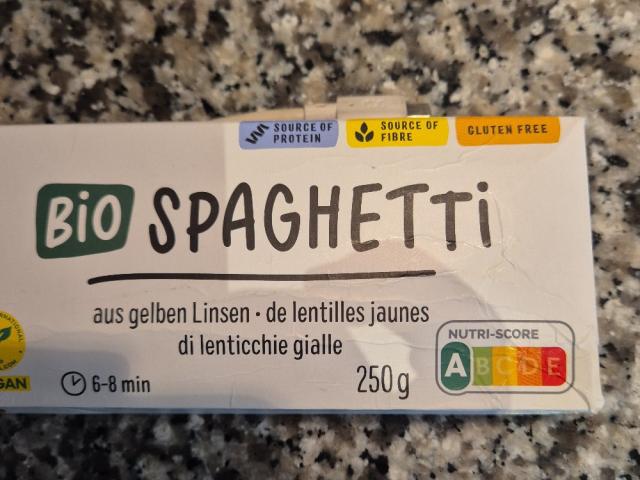 SOURCE OF
PROTEIN
SOURCE OF
FIBRE
GLUTEN FREE
BiO SPAGHETTi
aus gelben Linsen · de lentilles jaunes
di lenticchie gialle
NUTRI-SCORE
A B C D E
6-8 min
250g